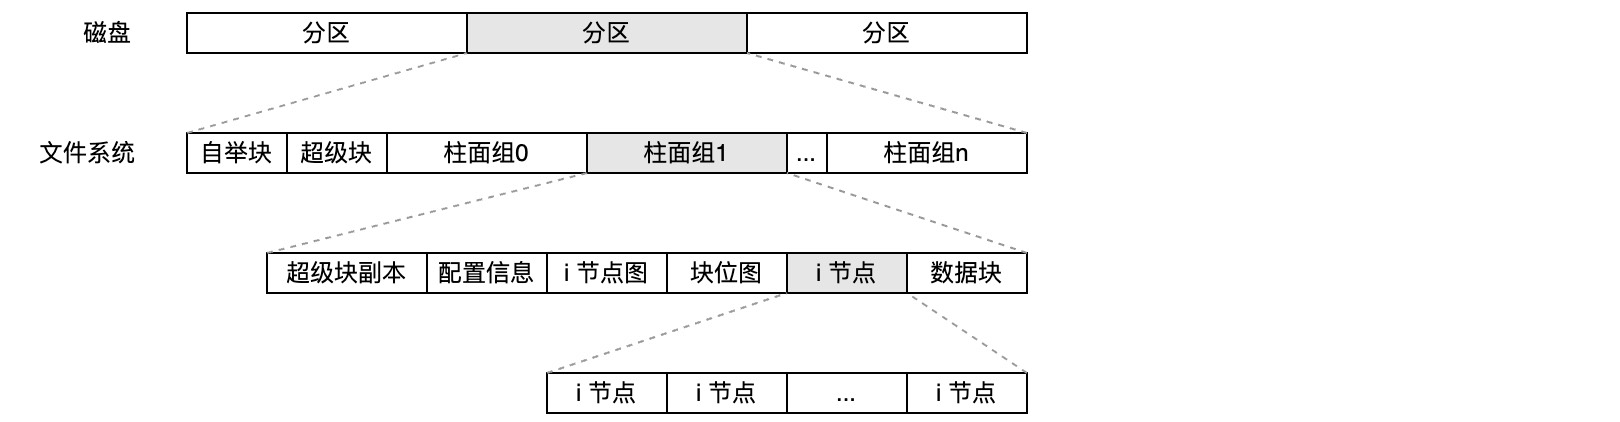 磁盘 分区 分区 分区
文件系统 自举块 超级块 柱面组0 柱面组1 ... 柱面组n
超级块副本 配置信息 i 节点图 块位图 i 节点 数据块
i 节点 i 节点 ... i 节点